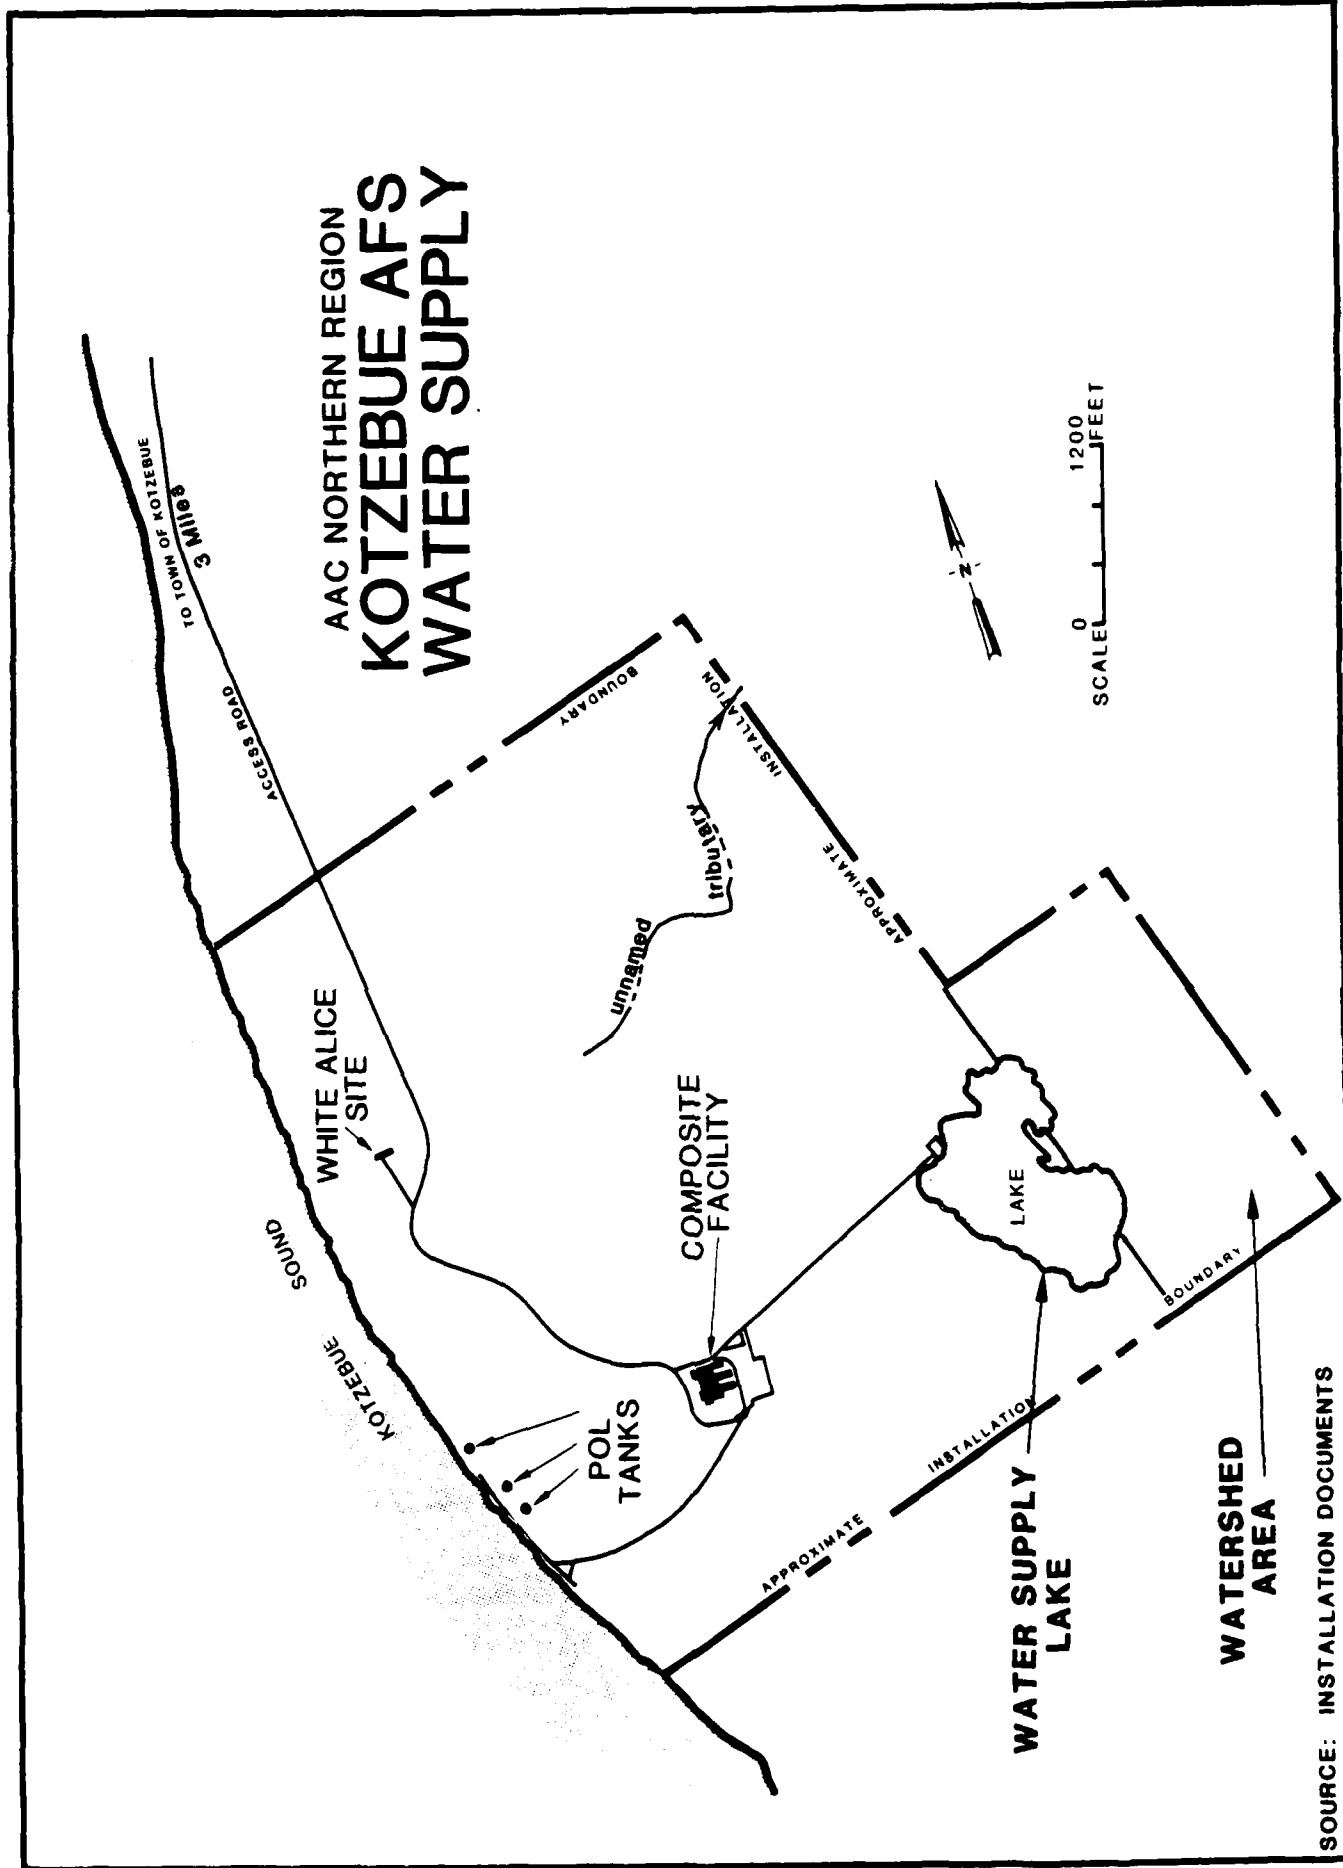 AAC NORTHERN REGION
KOTZEBUE AFS
WATER SUPPLY
TO TOWN OF KOTZEBUE
3 Miles
ACCESS ROAD
BOUNDARY
INSTALLATION
APPROXIMATE
unnamed tributary
WHITE ALICE
SITE
KOTZEBUE SOUND
COMPOSITE
FACILITY
POL
TANKS
LAKE
APPROXIMATE INSTALLATION BOUNDARY
WATER SUPPLY
LAKE
WATERSHED
AREA
N
0 1200
SCALE FEET
SOURCE: INSTALLATION DOCUMENTS